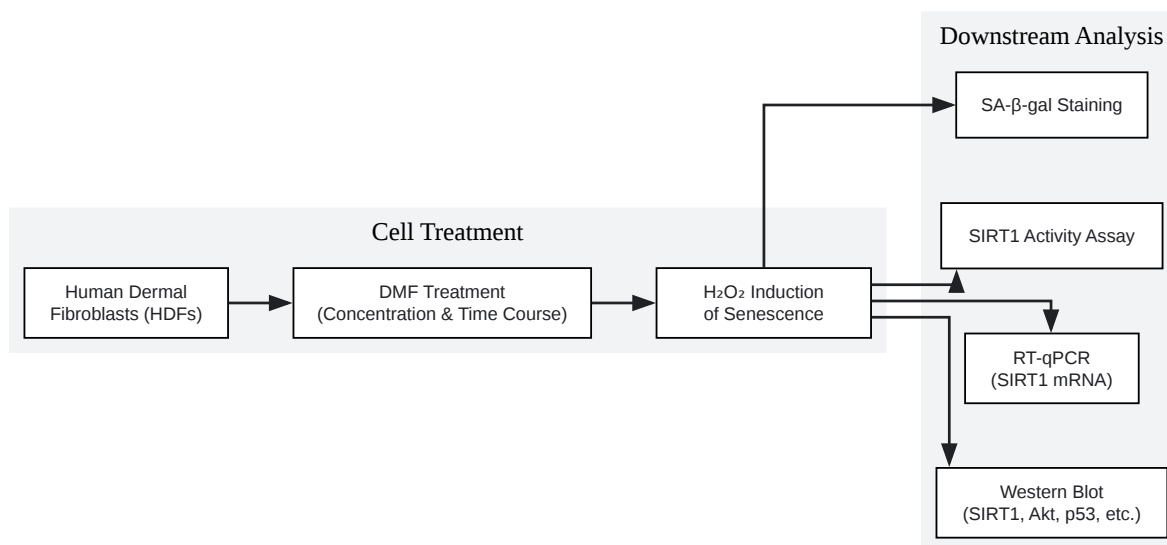 Downstream Analysis
SA-β-gal Staining
SIRT1 Activity Assay
Cell Treatment
Human Dermal
Fibroblasts (HDFs)
DMF Treatment
(Concentration & Time Course)
H₂O₂ Induction
of Senescence
RT-qPCR
(SIRT1 mRNA)
Western Blot
(SIRT1, Akt, p53, etc.)